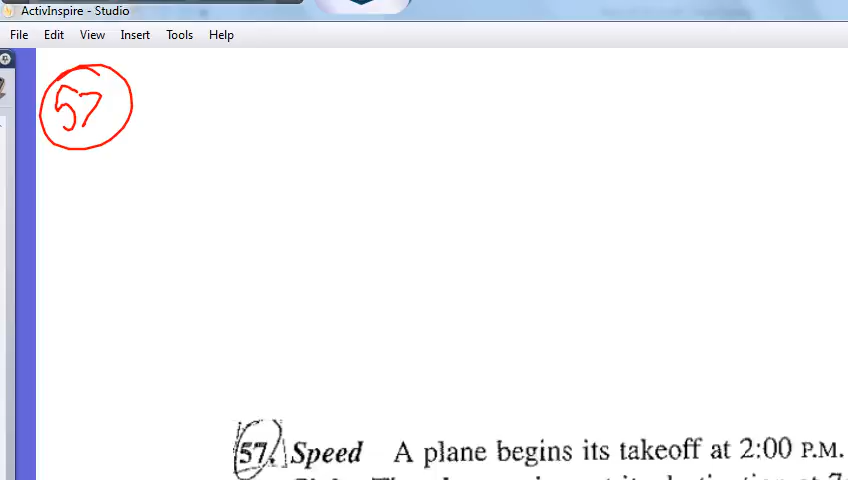 ActivInspire - Studio
File Edit View Insert Tools Help
57
57. Speed A plane begins its takeoff at 2:00 P.M.